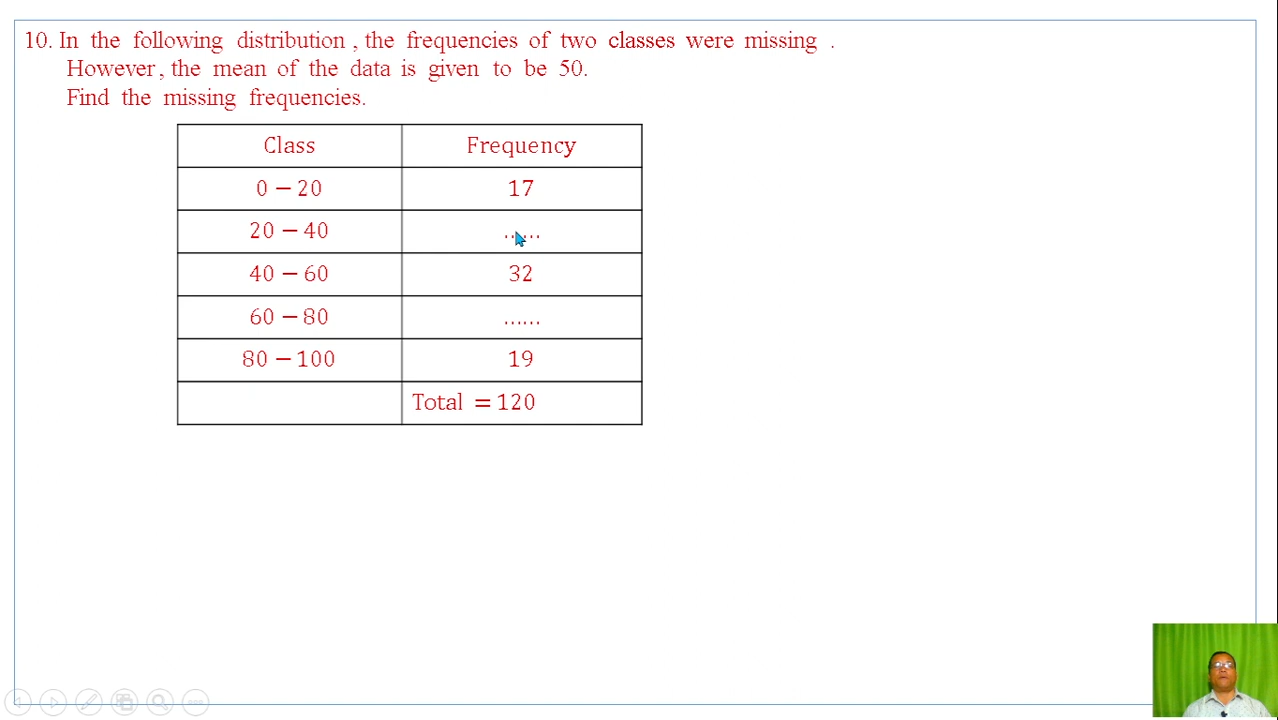 10. In the following distribution , the frequencies of two classes were missing .
However, the mean of the data is given to be 50.
Find the missing frequencies.
Class Frequency
0 − 20 17
20 − 40 ......
40 − 60 32
60 − 80 ......
80 − 100 19
Total = 120